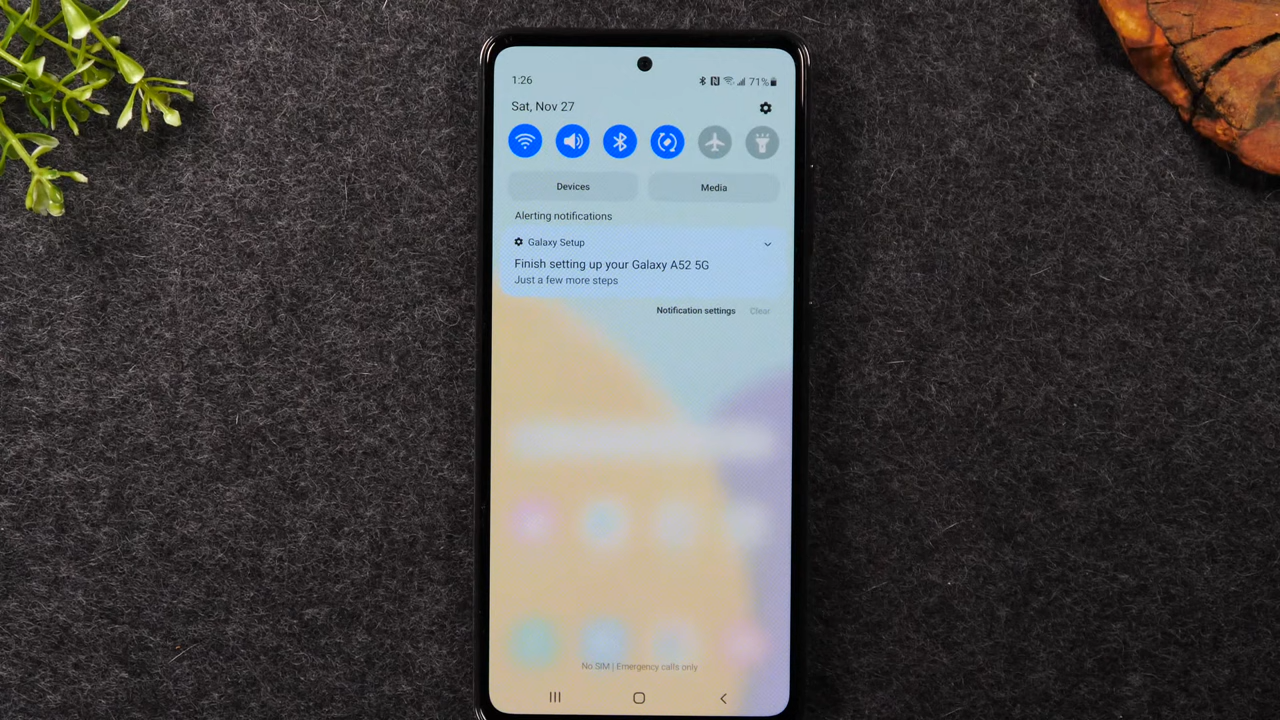 1:26 71%
Sat, Nov 27
Devices Media
Alerting notifications
Galaxy Setup
Finish setting up your Galaxy A52 5G
Just a few more steps
Notification settings Clear
No SIM | Emergency calls only